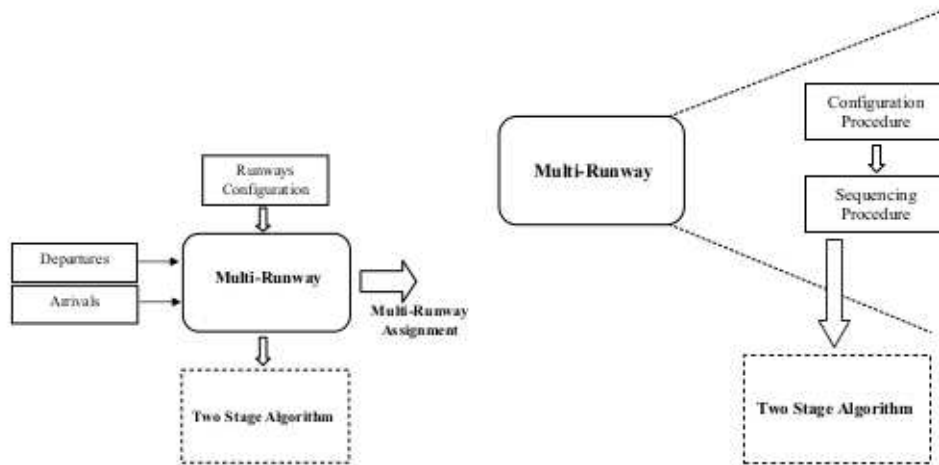 Runways
Configuration
Departures
Arrivals
Multi-Runway
Multi-Runway
Assignment
Two Stage Algorithm
Multi-Runway
Configuration
Procedure
Sequencing
Procedure
Two Stage Algorithm